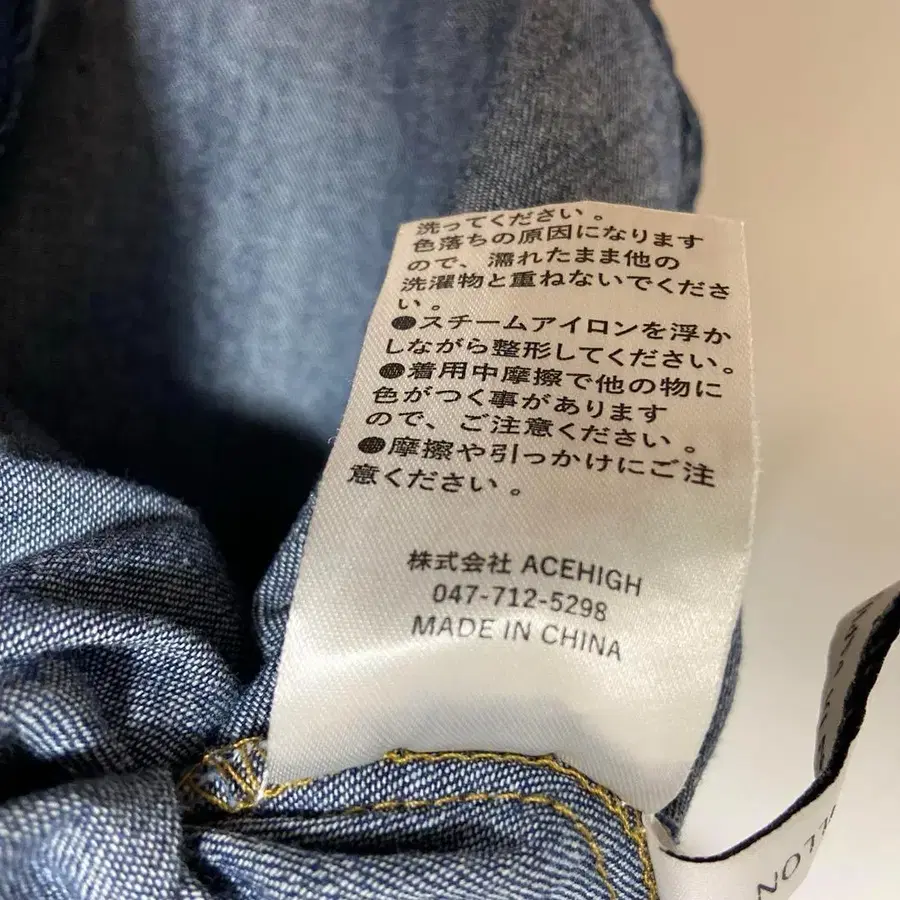 洗ってください。
色落ちの原因になります
ので、濡れたまま他の
洗濯物と重ねないでくださ
い。
●スチームアイロンを浮か
しながら整形してください。
●着用中摩擦で他の物に
色がつく事があります
ので、ご注意ください。
●摩擦や引っかけにご注
意ください。
株式会社 ACEHIGH
047-712-5298
MADE IN CHINA